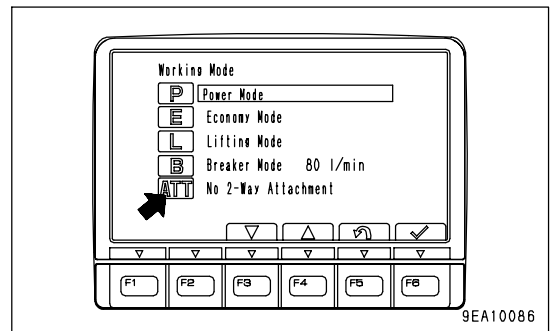 Working Mode
P Power Mode
E Economy Mode
L Lifting Mode
B Breaker Mode 80 l/min
ATT No 2-Way Attachment
F1 F2 F3 F4 F5 F6
9EA10086